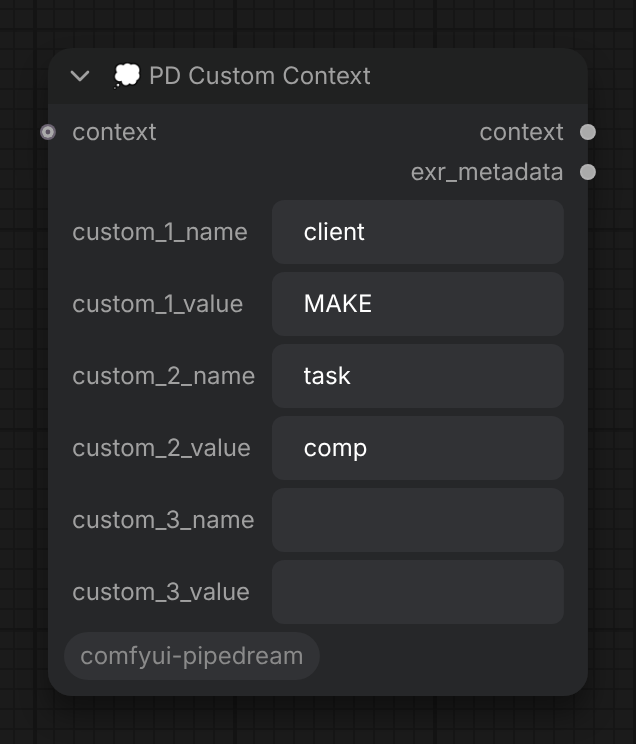 PD Custom Context
context context
exr_metadata
custom_1_name client
custom_1_value MAKE
custom_2_name task
custom_2_value comp
custom_3_name
custom_3_value
comfyui-pipedream